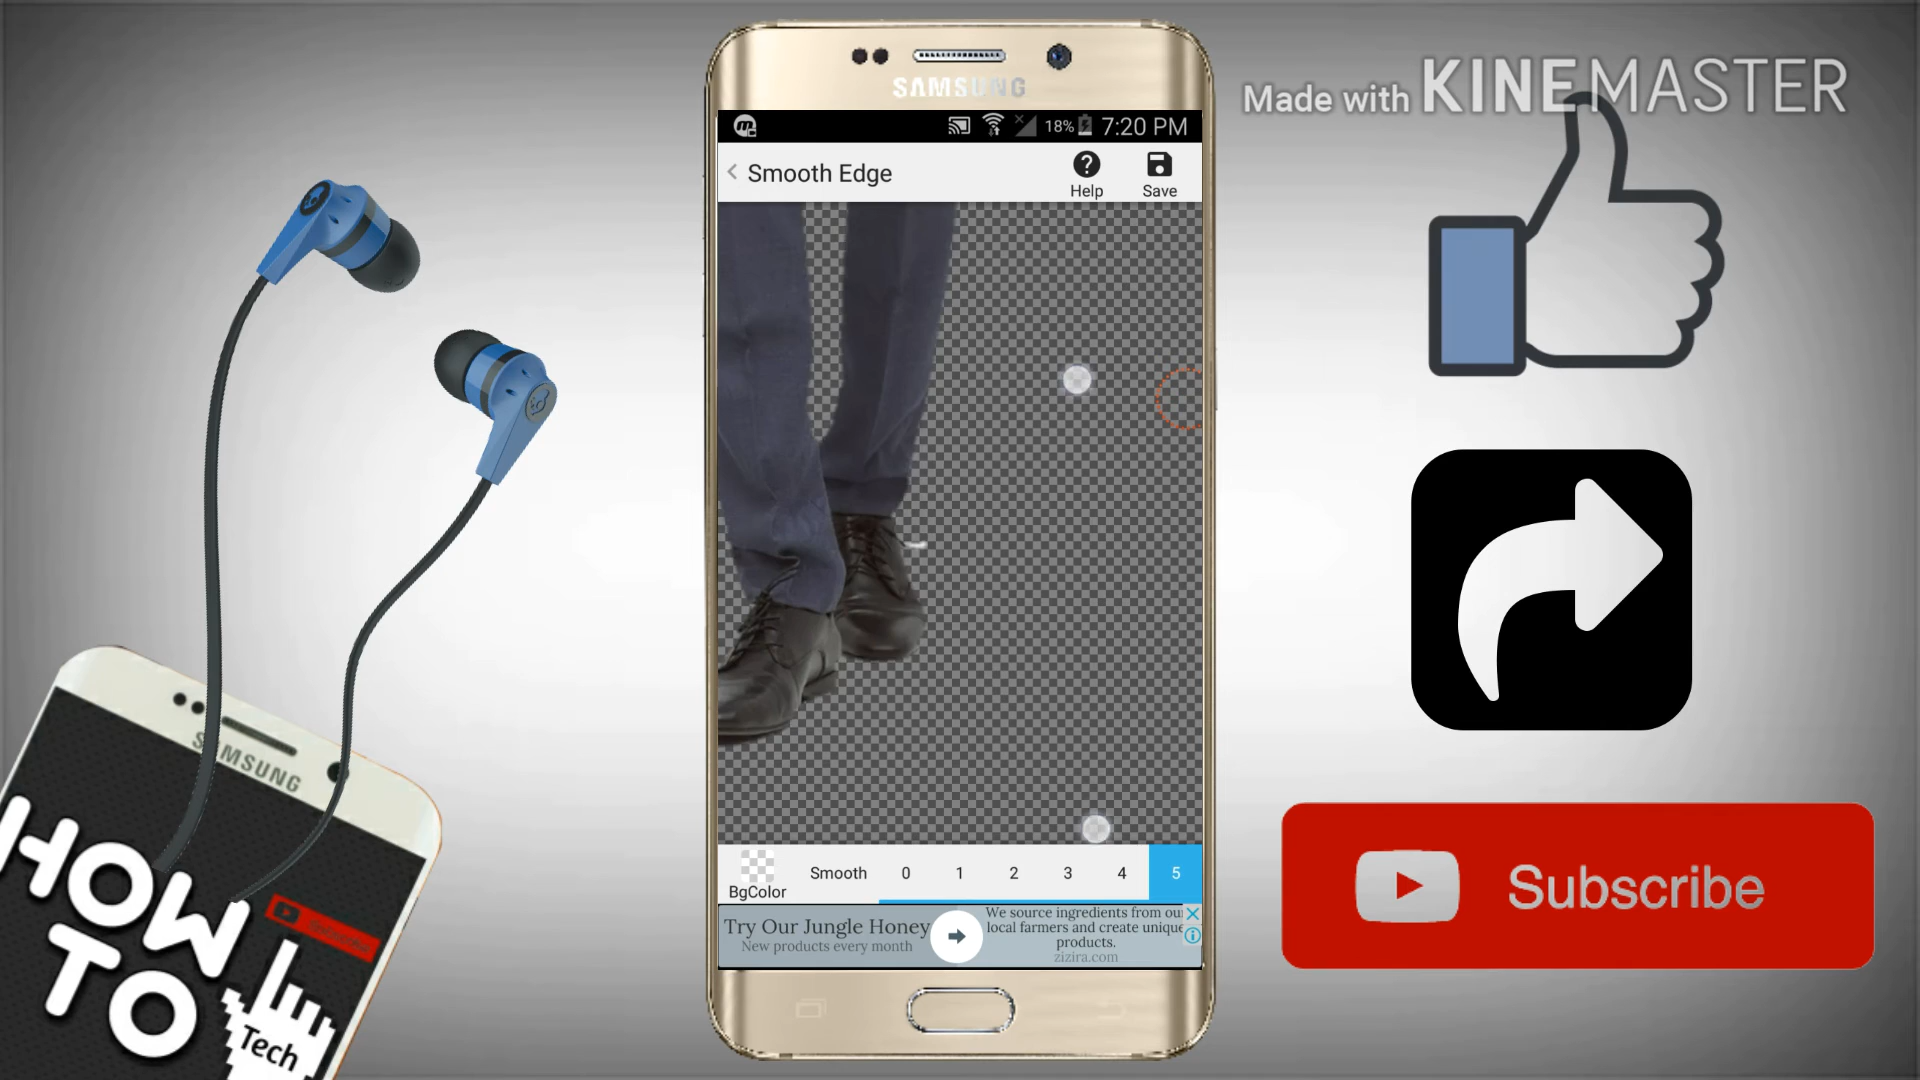 Made with KINEMASTER
SAMSUNG
18% 7:20 PM
Smooth Edge
Help
Save
BgColor
Smooth 0 1 2 3 4 5
Try Our Jungle Honey
New products every month
We source ingredients from ou
local farmers and create unique
products.
zizira.com
Subscribe
SAMSUNG
HOW
TO
Tech